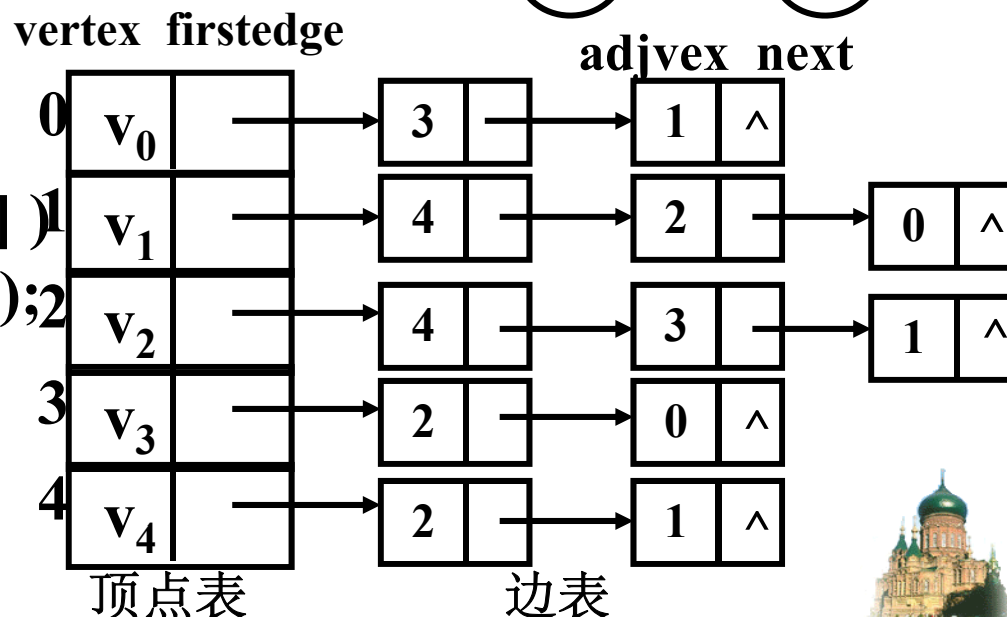 vertex firstedge
adjvex next
0 v0 3 1 ^
1 v1 4 2 0 ^
2 v2 4 3 1 ^
3 v3 2 0 ^
4 v4 2 1 ^
)
);
顶点表 边表